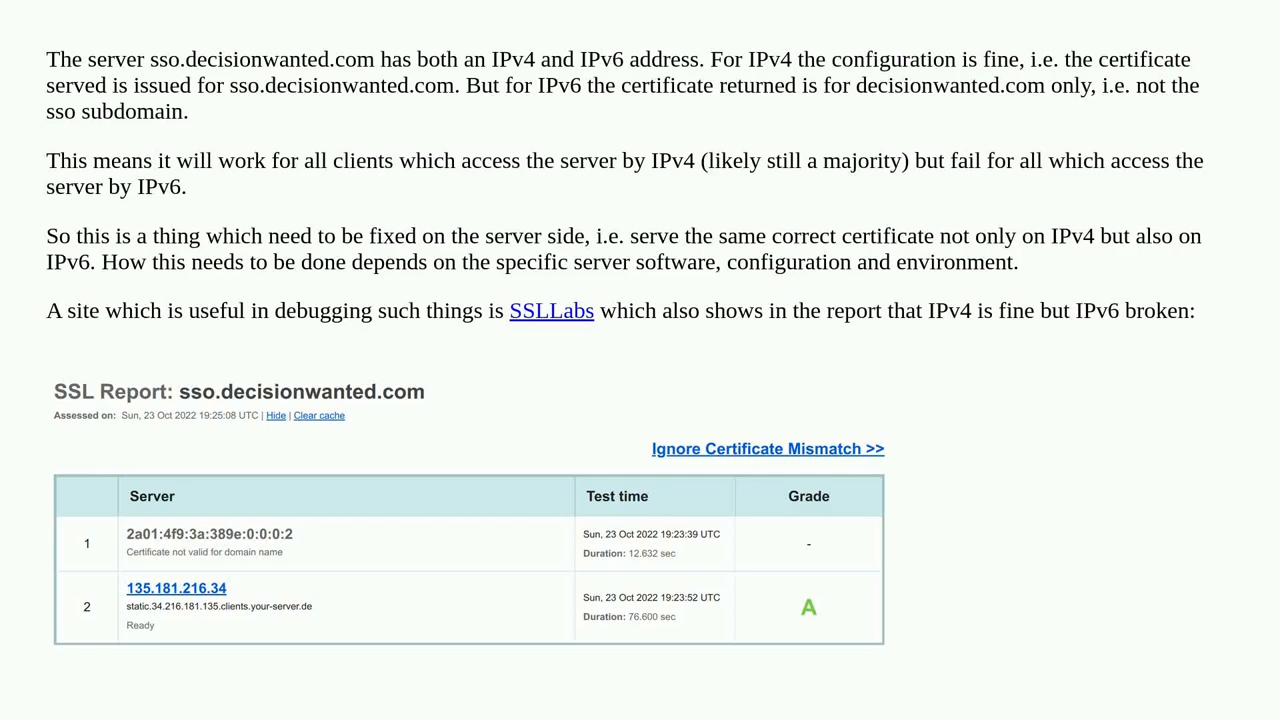 The server sso.decisionwanted.com has both an IPv4 and IPv6 address. For IPv4 the configuration is fine, i.e. the certificate
served is issued for sso.decisionwanted.com. But for IPv6 the certificate returned is for decisionwanted.com only, i.e. not the
sso subdomain.
This means it will work for all clients which access the server by IPv4 (likely still a majority) but fail for all which access the
server by IPv6.
So this is a thing which need to be fixed on the server side, i.e. serve the same correct certificate not only on IPv4 but also on
IPv6. How this needs to be done depends on the specific server software, configuration and environment.
A site which is useful in debugging such things is SSLLabs which also shows in the report that IPv4 is fine but IPv6 broken:
SSL Report: sso.decisionwanted.com
Assessed on: Sun, 23 Oct 2022 19:25:08 UTC | Hide | Clear cache
Ignore Certificate Mismatch >>
Server Test time Grade
1 2a01:4f9:3a:389e:0:0:0:2 Sun, 23 Oct 2022 19:23:39 UTC -
Certificate not valid for domain name Duration: 12.632 sec
135.181.216.34
2 static.34.216.181.135.clients.your-server.de Sun, 23 Oct 2022 19:23:52 UTC A
Ready Duration: 76.600 sec